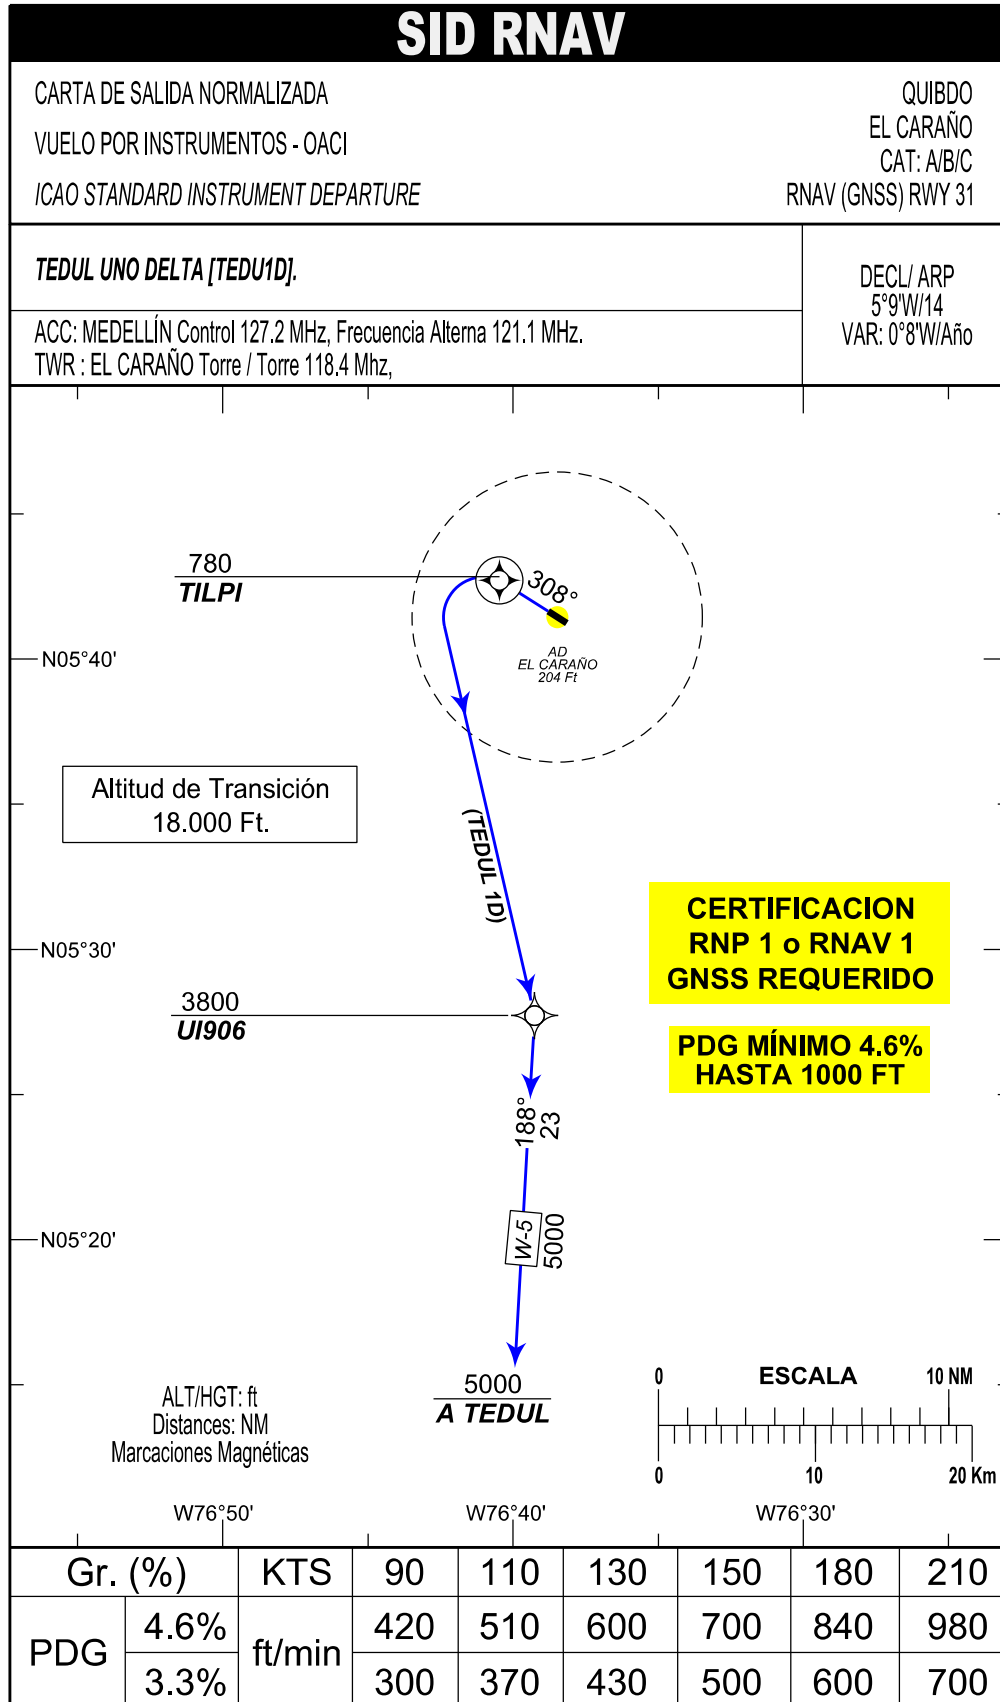 SID RNAV
CARTA DE SALIDA NORMALIZADA
VUELO POR INSTRUMENTOS - OACI
ICAO STANDARD INSTRUMENT DEPARTURE
QUIBDO
EL CARAÑO
CAT: A/B/C
RNAV (GNSS) RWY 31
TEDUL UNO DELTA [TEDU1D].
ACC: MEDELLÍN Control 127.2 MHz, Frecuencia Alterna 121.1 MHz.
TWR : EL CARAÑO Torre / Torre 118.4 Mhz,
DECL/ ARP
5°9'W/14
VAR: 0°8'W/Año
780
TILPI
308°
AD
EL CARAÑO
204 Ft
N05°40'
Altitud de Transición
18.000 Ft.
(TEDUL 1D)
CERTIFICACION
RNP 1 o RNAV 1
GNSS REQUERIDO
N05°30'
3800
UI906
PDG MÍNIMO 4.6%
HASTA 1000 FT
188°
23
N05°20'
W-5
5000
5000
A TEDUL
ALT/HGT: ft
Distances: NM
Marcaciones Magnéticas
0 ESCALA 10 NM
0 10 20 Km
W76°50' W76°40' W76°30'
Gr. (%) KTS 90 110 130 150 180 210
PDG 4.6% ft/min 420 510 600 700 840 980
3.3% 300 370 430 500 600 700